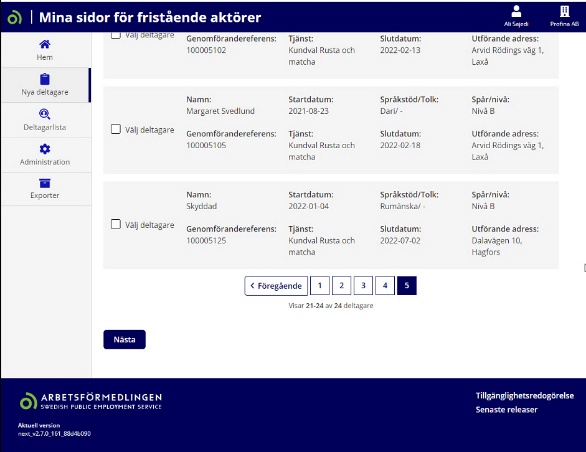 Mina sidor för fristående aktörer
Ali Sajedi
Profina AB
Hem
Nya deltagare
Deltagarlista
Administration
Exporter
Välj deltagare
Genomförandereferens:
100005102
Tjänst:
Kundval Rusta och
matcha
Slutdatum:
2022-02-13
Utförande adress:
Arvid Rödings väg 1,
Laxå
Välj deltagare
Namn:
Margaret Svedlund
Startdatum:
2021-08-23
Språkstöd/Tolk:
Dari/ -
Spår/nivå:
Nivå B
Genomförandereferens:
100005105
Tjänst:
Kundval Rusta och
matcha
Slutdatum:
2022-02-18
Utförande adress:
Arvid Rödings väg 1,
Laxå
Välj deltagare
Namn:
Skyddad
Startdatum:
2022-01-04
Språkstöd/Tolk:
Rumänska/ -
Spår/nivå:
Nivå B
Genomförandereferens:
100005125
Tjänst:
Kundval Rusta och
matcha
Slutdatum:
2022-07-02
Utförande adress:
Dalavägen 10,
Hagfors
Föregående 1 2 3 4 5
Visar 21-24 av 24 deltagare
Nästa
ARBETSFÖRMEDLINGEN
SWEDISH PUBLIC EMPLOYMENT SERVICE
Tillgänglighetsredogörelse
Senaste releaser
Aktuell version
next_v2.7.0_161_88d4b090